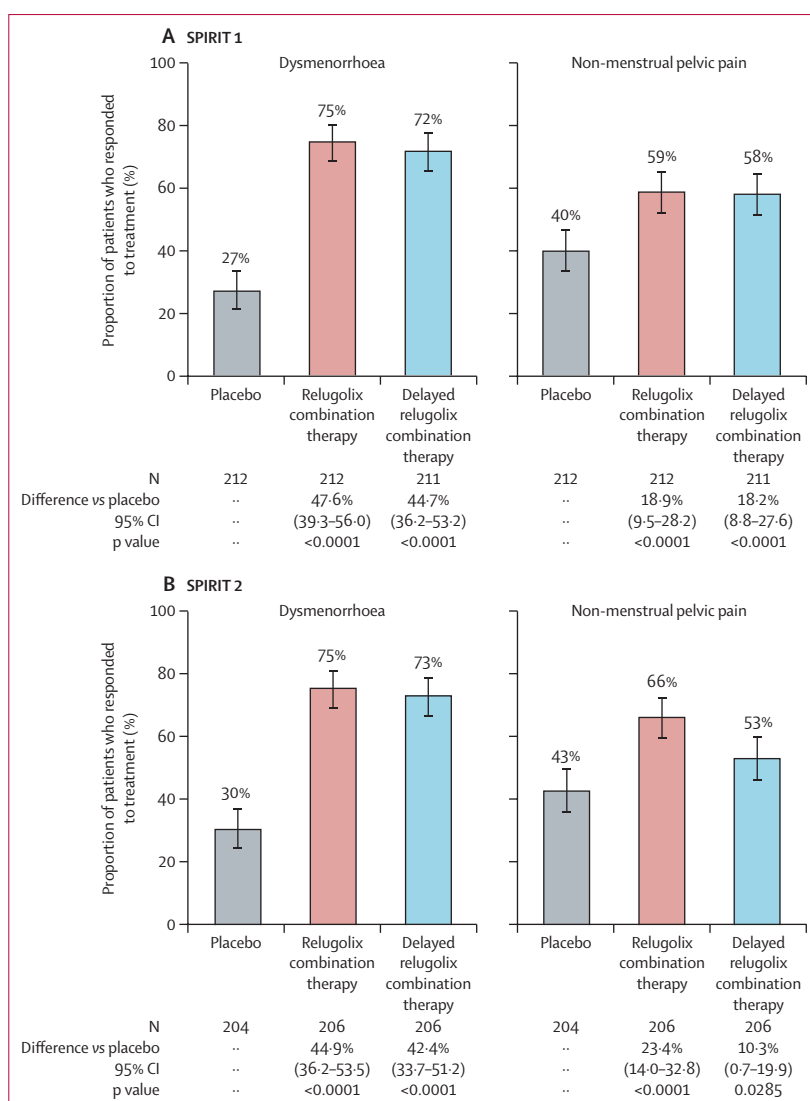 A SPIRIT 1
Dysmenorrhoea
Non-menstrual pelvic pain
Proportion of patients who responded
to treatment (%)
100
80
60
40
20
0
27%
75%
72%
40%
59%
58%
Placebo
Relugolix
combination
therapy
Delayed
relugolix
combination
therapy
Placebo
Relugolix
combination
therapy
Delayed
relugolix
combination
therapy
N 212 212 211 212 212 211
Difference vs placebo ·· 47·6% 44·7% ·· 18·9% 18·2%
95% CI ·· (39·3–56·0) (36·2–53·2) ·· (9·5–28·2) (8·8–27·6)
p value ·· <0·0001 <0·0001 ·· <0·0001 <0·0001
B SPIRIT 2
Dysmenorrhoea
Non-menstrual pelvic pain
Proportion of patients who responded
to treatment (%)
100
80
60
40
20
0
30%
75%
73%
43%
66%
53%
Placebo
Relugolix
combination
therapy
Delayed
relugolix
combination
therapy
Placebo
Relugolix
combination
therapy
Delayed
relugolix
combination
therapy
N 204 206 206 204 206 206
Difference vs placebo ·· 44·9% 42·4% ·· 23·4% 10·3%
95% CI ·· (36·2–53·5) (33·7–51·2) ·· (14·0–32·8) (0·7–19·9)
p value ·· <0·0001 <0·0001 ·· <0·0001 0.0285